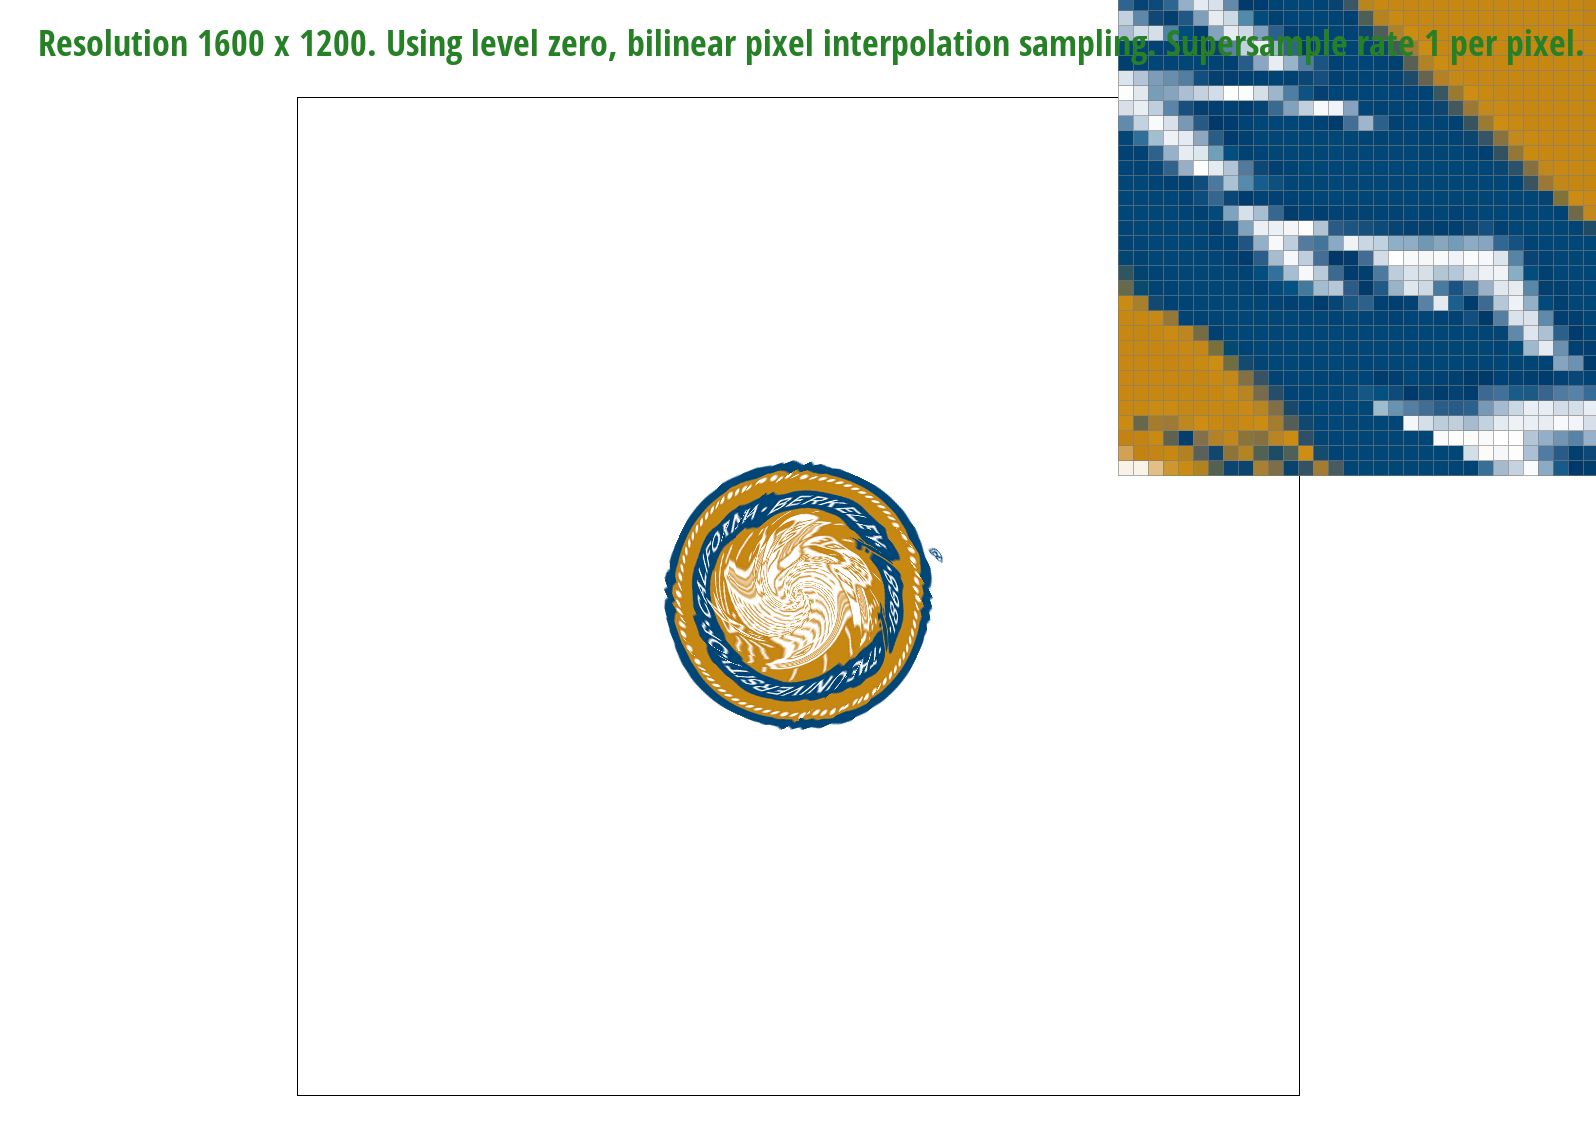 Resolution 1600 x 1200. Using level zero, bilinear pixel interpolation sampling. Supersample rate 1 per pixel.
CALIFORNIA · BERKELEY
· 1868 ·
THE UNIVERSITY OF
®